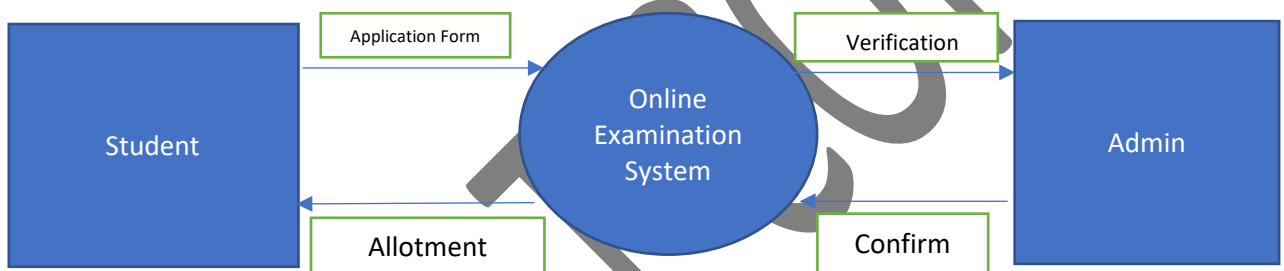 Application Form
Verification
Student
Online
Examination
System
Admin
Allotment
Confirm